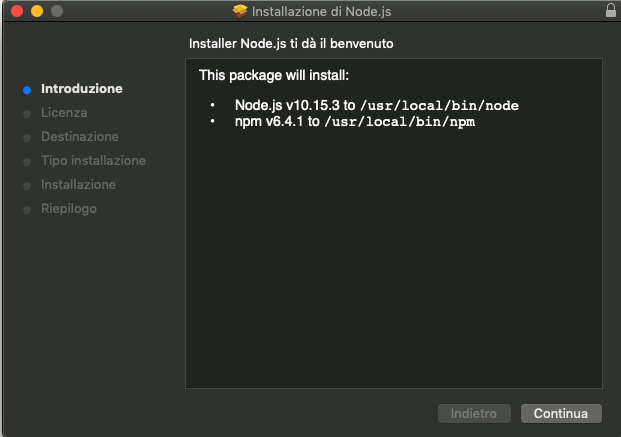 Installazione di Node.js
Installer Node.js ti dà il benvenuto
Introduzione
Licenza
Destinazione
Tipo installazione
Installazione
Riepilogo
This package will install:
• Node.js v10.15.3 to /usr/local/bin/node
• npm v6.4.1 to /usr/local/bin/npm
Indietro
Continua